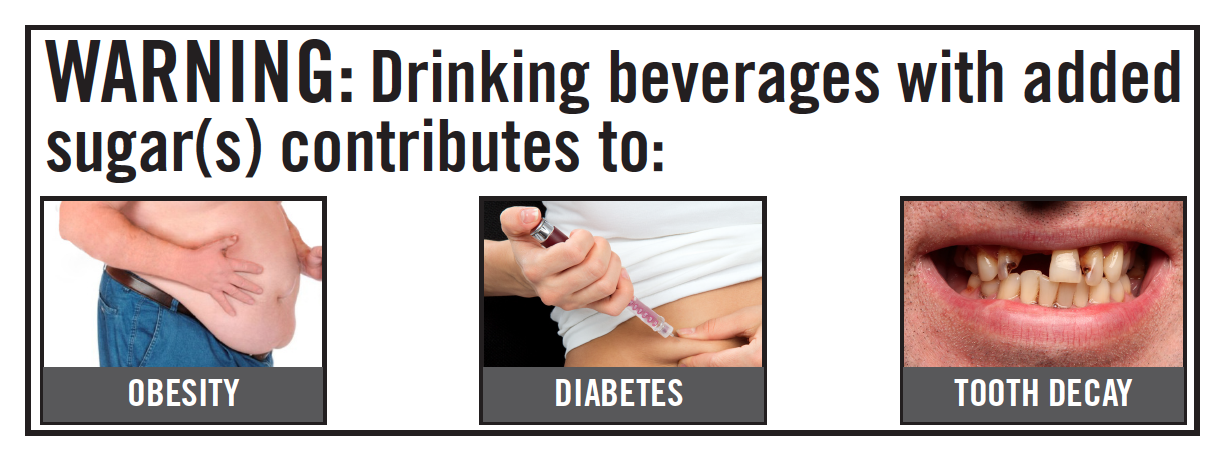 WARNING: Drinking beverages with added
sugar(s) contributes to:
OBESITY
DIABETES
TOOTH DECAY